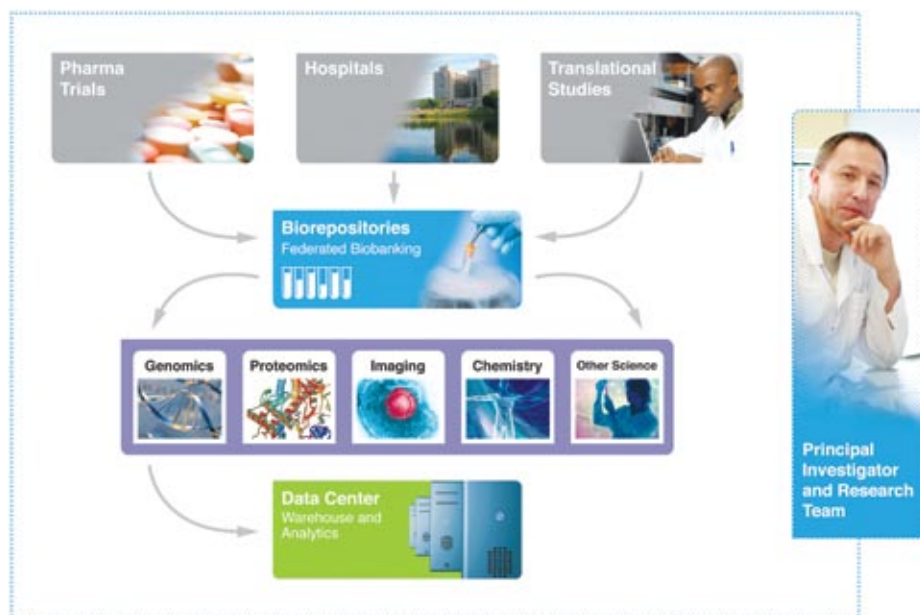 Pharma
Trials
Hospitals
Translational
Studies
Biorepositories
Federated Biobanking
Genomics
Proteomics
Imaging
Chemistry
Other Science
Data Center
Warehouse and
Analytics
Principal
Investigator
and Research
Team